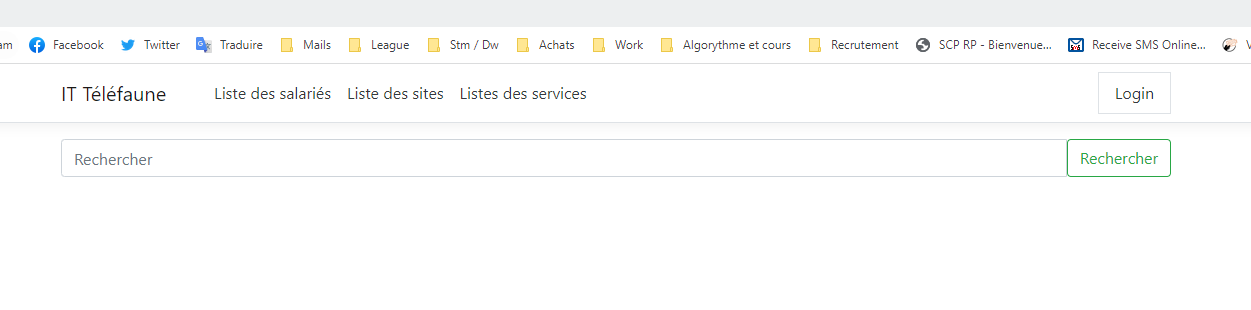 am Facebook Twitter Traduire Mails League Stm / Dw Achats Work Algorythme et cours Recrutement SCP RP - Bienvenue... Receive SMS Online... V
IT Téléfaune Liste des salariés Liste des sites Listes des services Login
Rechercher Rechercher